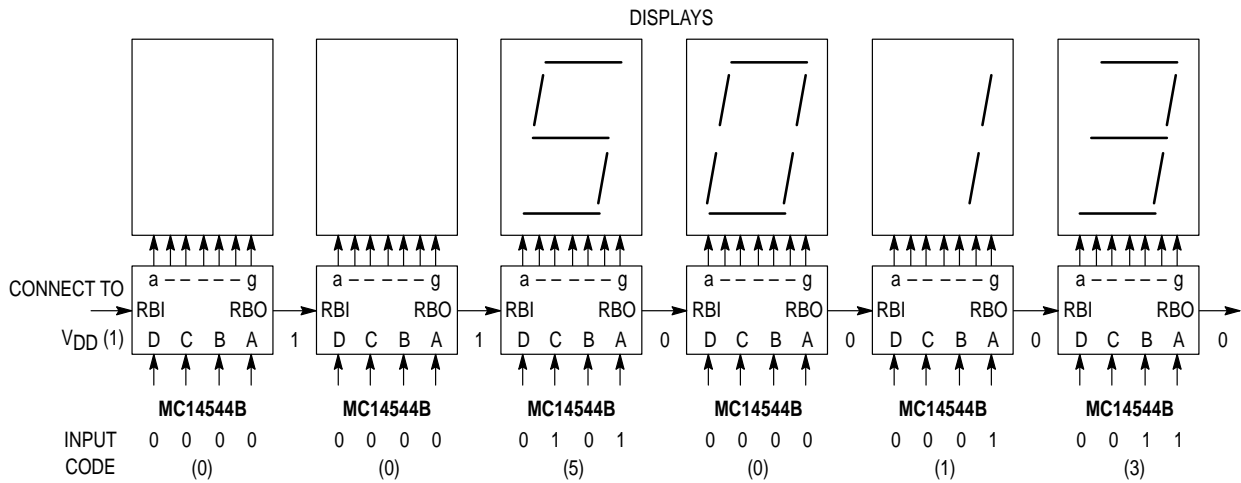 DISPLAYS
a – – – – – g a – – – – – g a – – – – – g a – – – – – g a – – – – – g a – – – – – g
CONNECT TO
RBI RBO RBI RBO RBI RBO RBI RBO RBI RBO RBI RBO
VDD (1) D C B A 1 D C B A 1 D C B A 0 D C B A 0 D C B A 0 D C B A 0
MC14544B MC14544B MC14544B MC14544B MC14544B MC14544B
INPUT 0 0 0 0 0 0 0 0 0 1 0 1 0 0 0 0 0 0 0 1 0 0 1 1
CODE (0) (0) (5) (0) (1) (3)